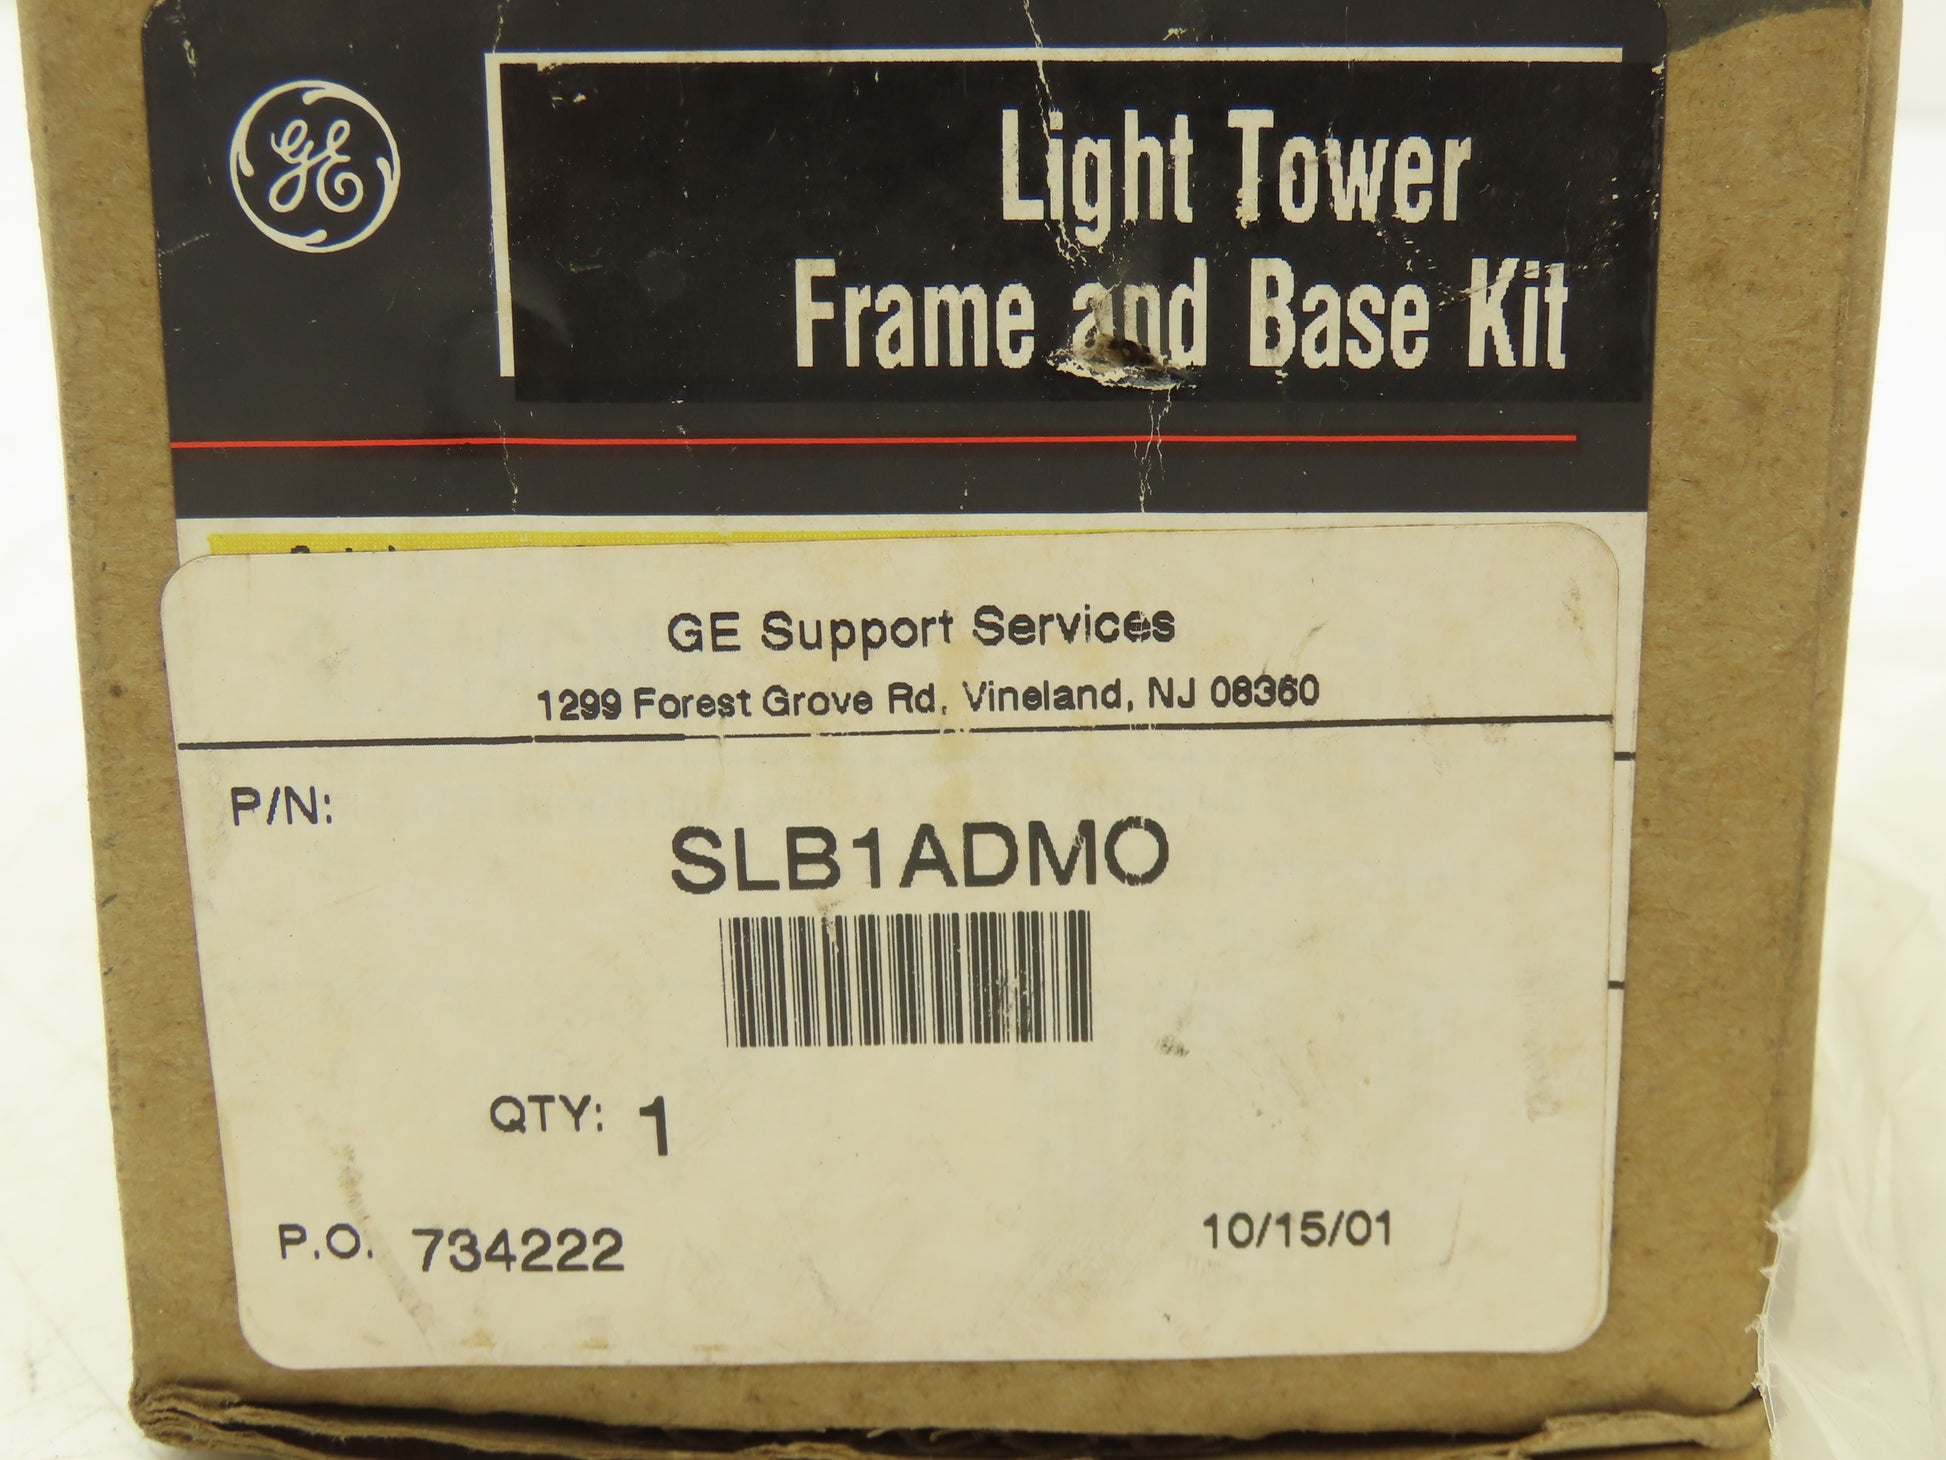 GE
Light Tower
Frame and Base Kit
GE Support Services
1299 Forest Grove Rd, Vineland, NJ 08360
P/N:
SLB1ADMO
QTY: 1
P.O. 734222
10/15/01